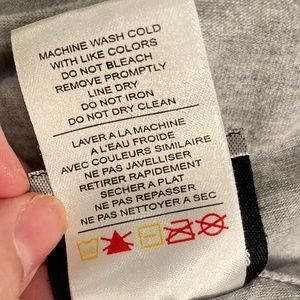 MACHINE WASH COLD
WITH LIKE COLORS
DO NOT BLEACH
REMOVE PROMPTLY
LINE DRY
DO NOT IRON
DO NOT DRY CLEAN
LAVER A LA MACHINE
A L'EAU FROIDE
AVEC COULEURS SIMILAIRE
NE PAS JAVELLISER
RETIRER RAPIDEMENT
SECHER A PLAT
NE PAS REPASSER
NE PAS NETTOYER A SEC